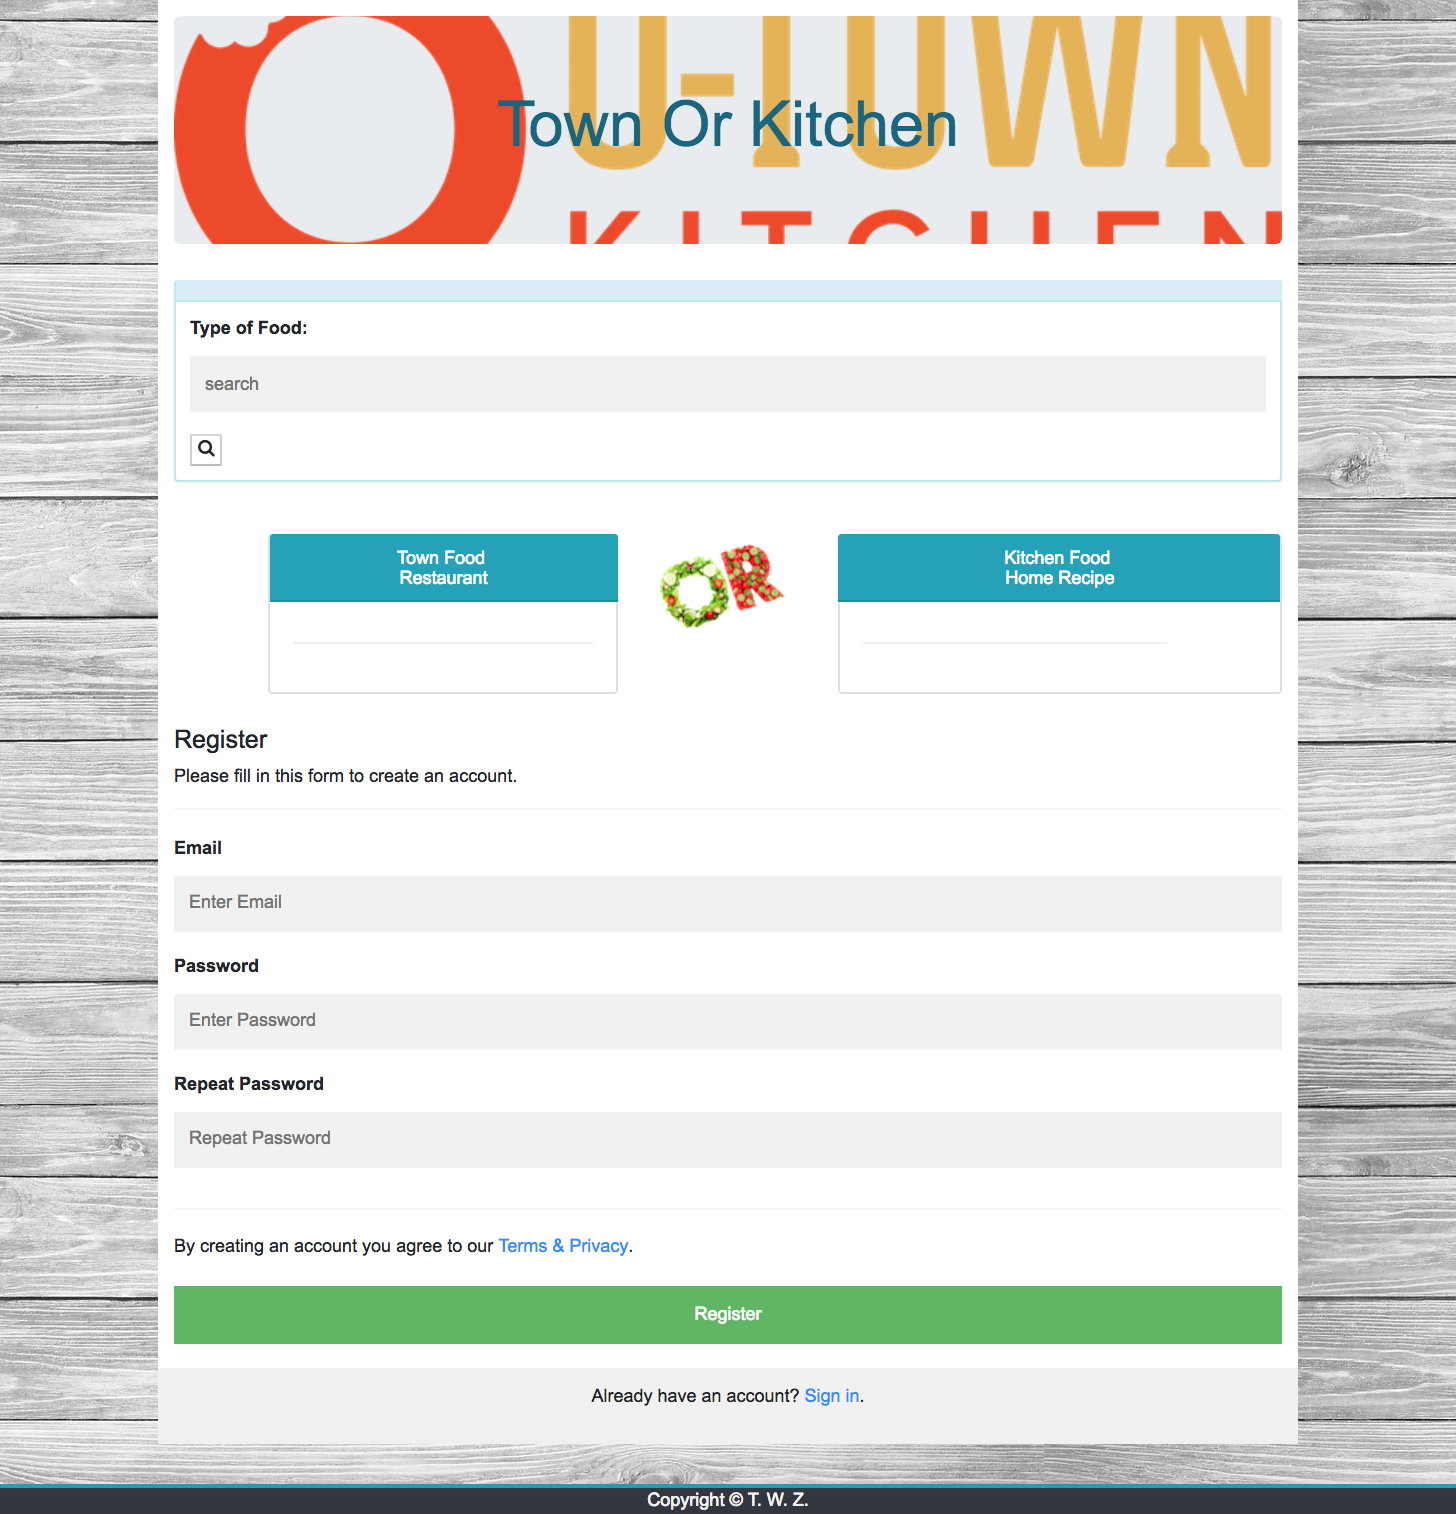 U-TOWN
KITCHEN
Town Or Kitchen
Type of Food:
search
Town Food
Restaurant
OR
Kitchen Food
Home Recipe
Register
Please fill in this form to create an account.
Email
Enter Email
Password
Enter Password
Repeat Password
Repeat Password
By creating an account you agree to our Terms & Privacy.
Register
Already have an account? Sign in.
Copyright © T. W. Z.